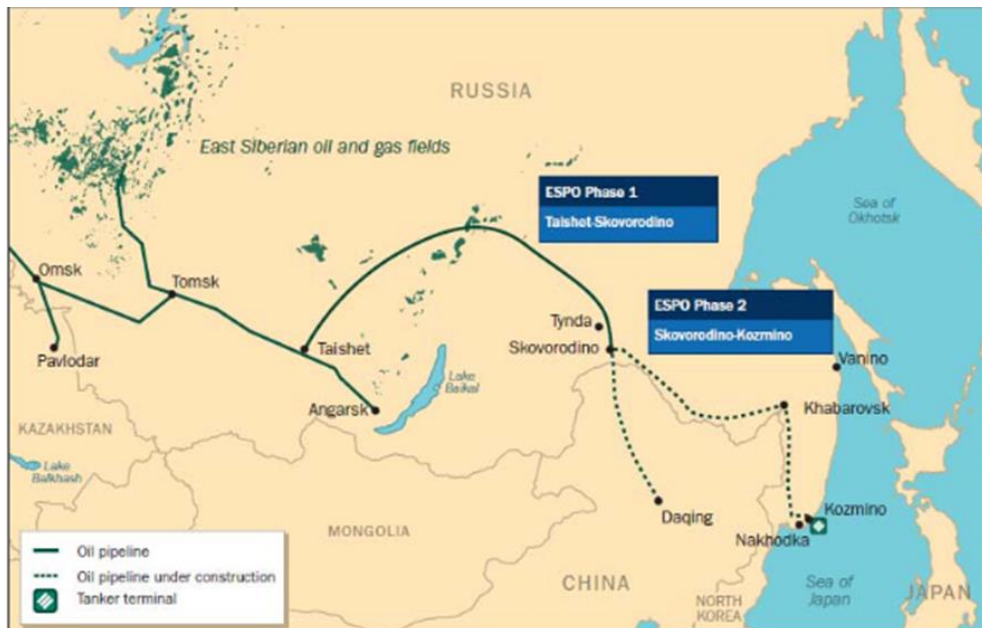 RUSSIA
East Siberian oil and gas fields
ESPO Phase 1
Taishet-Skovorodino
Sea of
Okhotsk
Omsk
Tomsk
ESPO Phase 2
Skovorodino-Kozmino
Tynda
Skovorodino
Pavlodar
Taishet
Vanino
Lake
Baikal
Angarsk
Khabarovsk
KAZAKHSTAN
Lake
Balkhash
Daqing
Kozmino
Nakhodka
MONGOLIA
Oil pipeline
Oil pipeline under construction
Tanker terminal
CHINA
NORTH
KOREA
Sea of
Japan
JAPAN